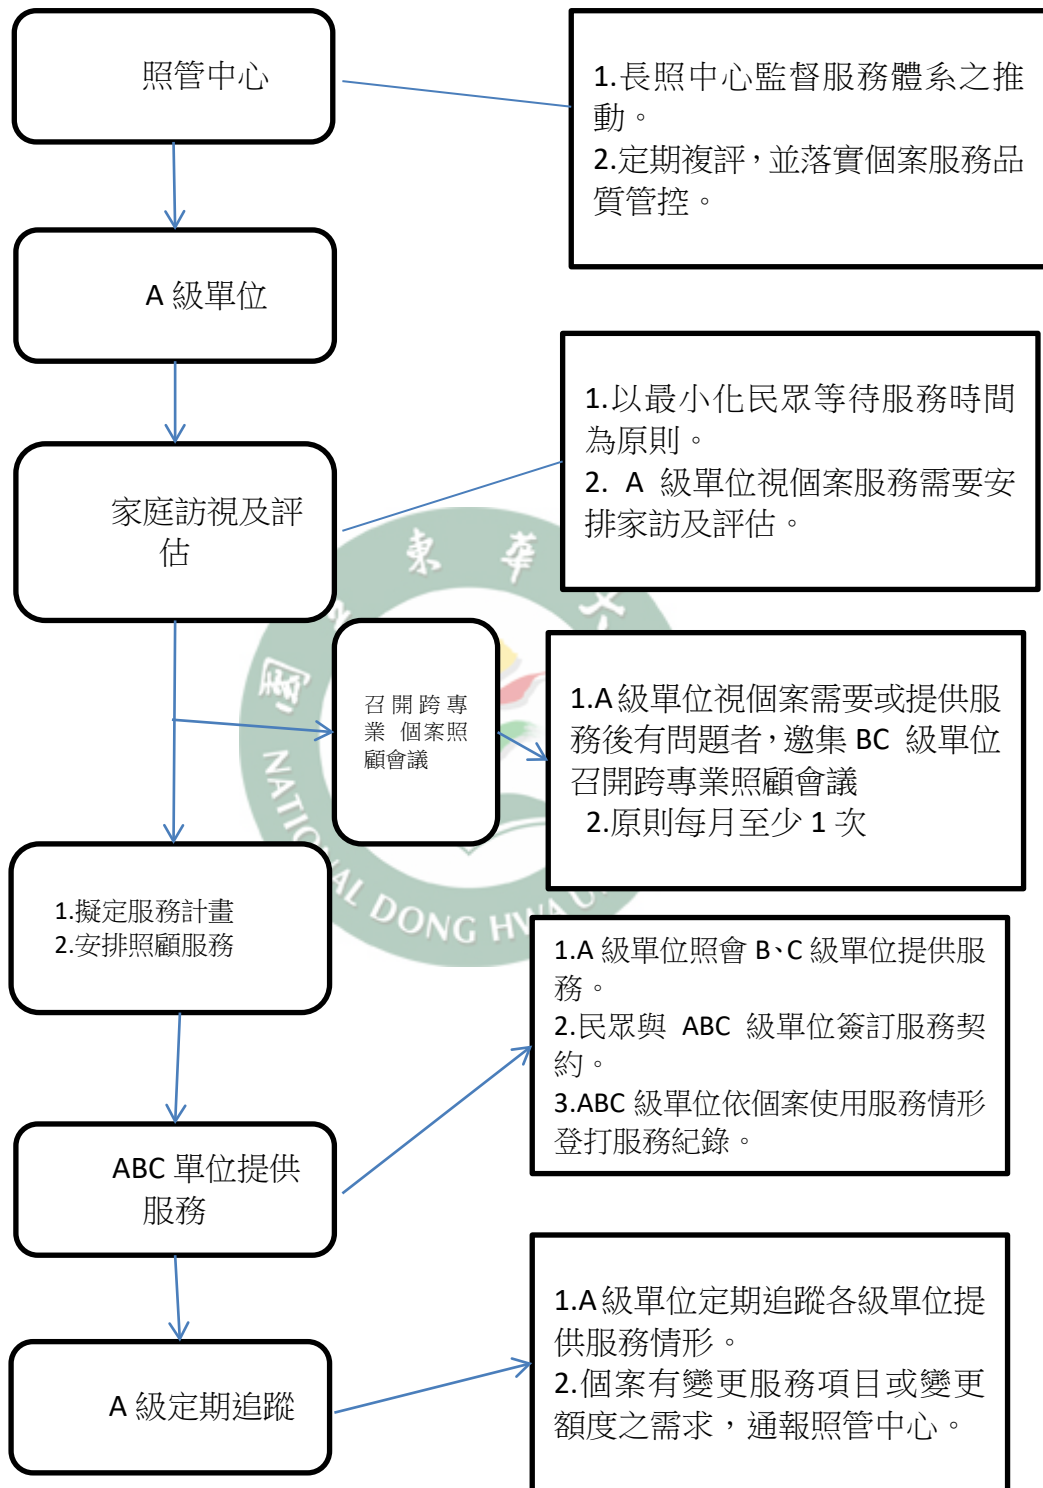 照管中心
1.長照中心監督服務體系之推
動。
2.定期複評，並落實個案服務品
質管控。
A 級單位
1.以最小化民眾等待服務時間
為原則。
2. A 級單位視個案服務需要安
排家訪及評估。
家庭訪視及評
估
召開跨專
業 個案照
顧會議
1.A 級單位視個案需要或提供服
務後有問題者，邀集 BC 級單位
召開跨專業照顧會議
2.原則每月至少 1 次
1.擬定服務計畫
2.安排照顧服務
1.A 級單位照會 B、C 級單位提供服
務。
2.民眾與 ABC 級單位簽訂服務契
約。
3.ABC 級單位依個案使用服務情形
登打服務紀錄。
ABC 單位提供
服務
1.A 級單位定期追蹤各級單位提
供服務情形。
2.個案有變更服務項目或變更
額度之需求，通報照管中心。
A 級定期追蹤
東華大
NATIONAL DONG HWA U